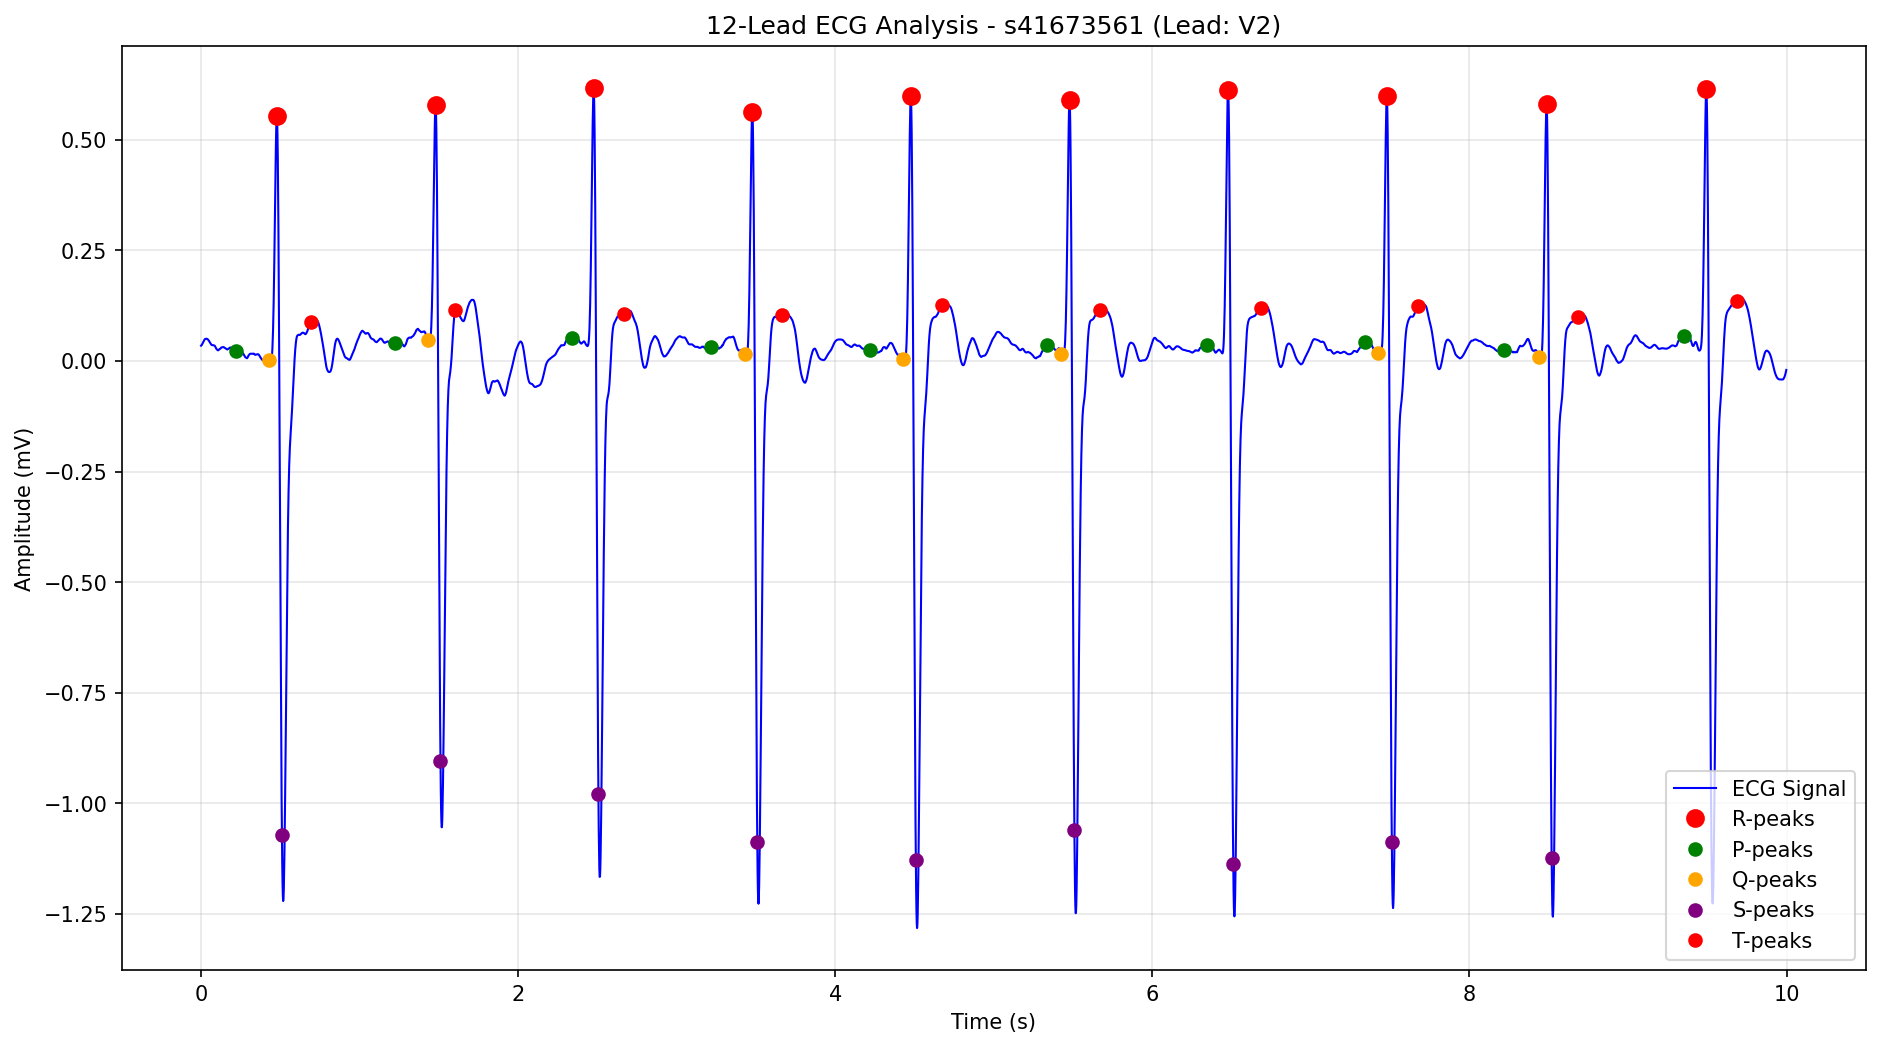 12-Lead ECG Analysis - s41673561 (Lead: V2)
Amplitude (mV)
0.50
0.25
0.00
−0.25
−0.50
−0.75
−1.00
−1.25
ECG Signal
R-peaks
P-peaks
Q-peaks
S-peaks
T-peaks
0 2 4 6 8 10
Time (s)